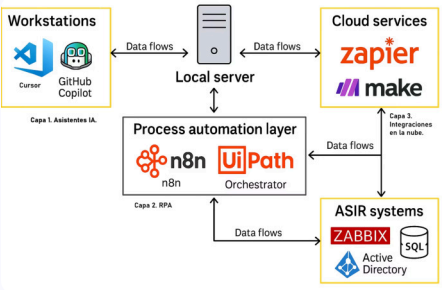 Workstations
Cursor
GitHub
Copilot
Capa 1. Asistentes IA.
Data flows
Local server
Data flows
Cloud services
zapier
make
Capa 3.
Integraciones
en la nube.
Process automation layer
n8n
UiPath
n8n
Orchestrator
Capa 2. RPA
Data flows
Data flows
ASIR systems
ZABBIX
SQL
Active
Directory